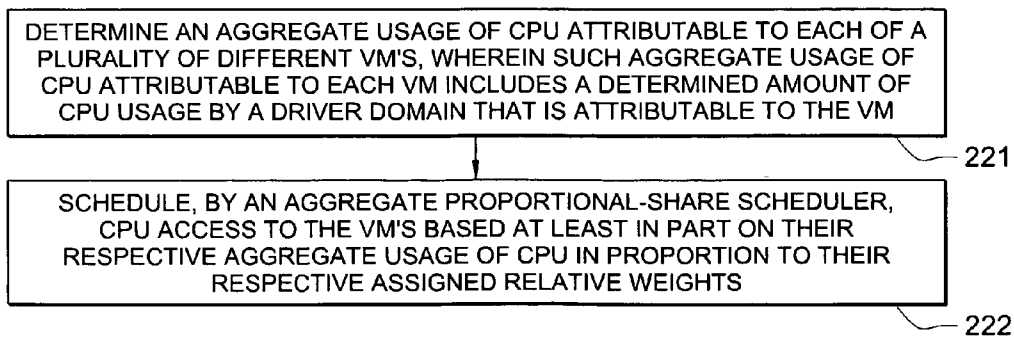 DETERMINE AN AGGREGATE USAGE OF CPU ATTRIBUTABLE TO EACH OF A
PLURALITY OF DIFFERENT VM'S, WHEREIN SUCH AGGREGATE USAGE OF
CPU ATTRIBUTABLE TO EACH VM INCLUDES A DETERMINED AMOUNT OF
CPU USAGE BY A DRIVER DOMAIN THAT IS ATTRIBUTABLE TO THE VM
221
SCHEDULE, BY AN AGGREGATE PROPORTIONAL-SHARE SCHEDULER,
CPU ACCESS TO THE VM'S BASED AT LEAST IN PART ON THEIR
RESPECTIVE AGGREGATE USAGE OF CPU IN PROPORTION TO THEIR
RESPECTIVE ASSIGNED RELATIVE WEIGHTS
222